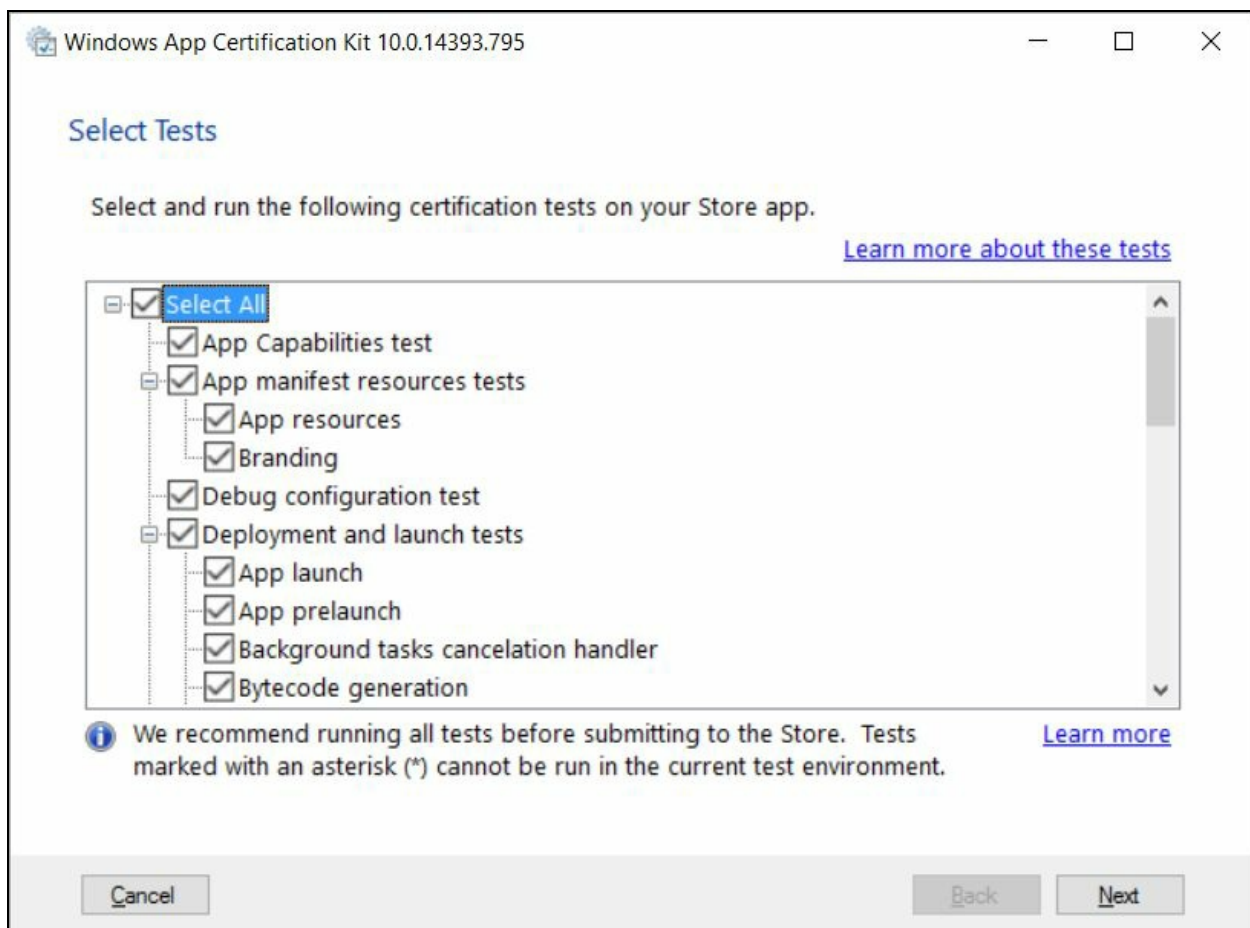 Windows App Certification Kit 10.0.14393.795
Select Tests
Select and run the following certification tests on your Store app.
Learn more about these tests
Select All
App Capabilities test
App manifest resources tests
App resources
Branding
Debug configuration test
Deployment and launch tests
App launch
App prelaunch
Background tasks cancelation handler
Bytecode generation
We recommend running all tests before submitting to the Store. Tests
marked with an asterisk (*) cannot be run in the current test environment.
Learn more
Cancel
Back
Next